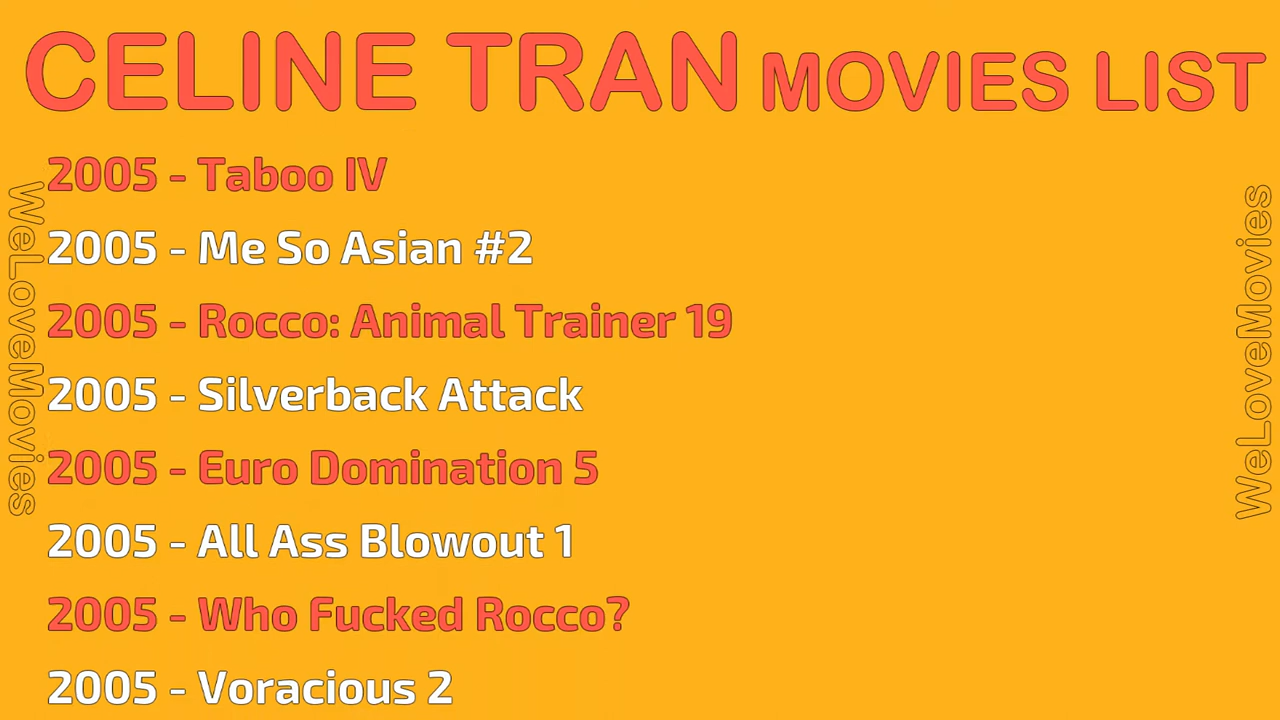 CELINE TRAN MOVIES LIST
2005 - Taboo IV
2005 - Me So Asian #2
2005 - Rocco: Animal Trainer 19
2005 - Silverback Attack
2005 - Euro Domination 5
2005 - All Ass Blowout 1
2005 - Who Fucked Rocco?
2005 - Voracious 2
WeLoveMovies
WeLoveMovies